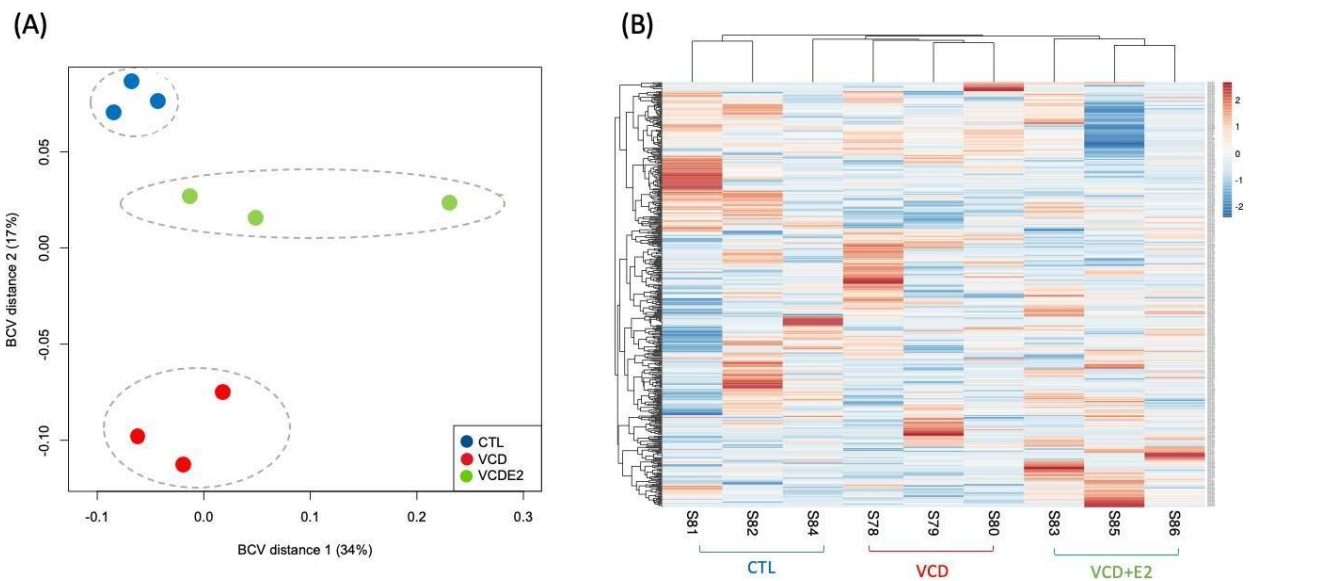 (A)
(B)
0.05
0.00
-0.05
-0.10
BCV distance 2 (17%)
-0.1 0.0 0.1 0.2 0.3
BCV distance 1 (34%)
CTL
VCD
VCDE2
2
1
0
-1
-2
S81 S82 S84 S78 S79 S80 S83 S85 S86
CTL VCD VCD+E2